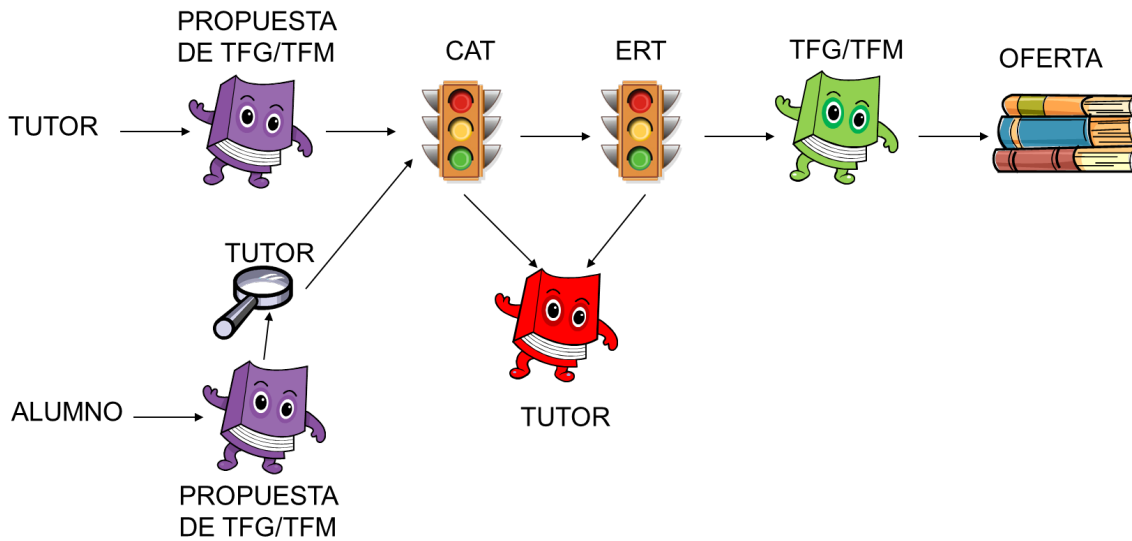 PROPUESTA
DE TFG/TFM
CAT
ERT
TFG/TFM
OFERTA
TUTOR
TUTOR
ALUMNO
TUTOR
PROPUESTA
DE TFG/TFM